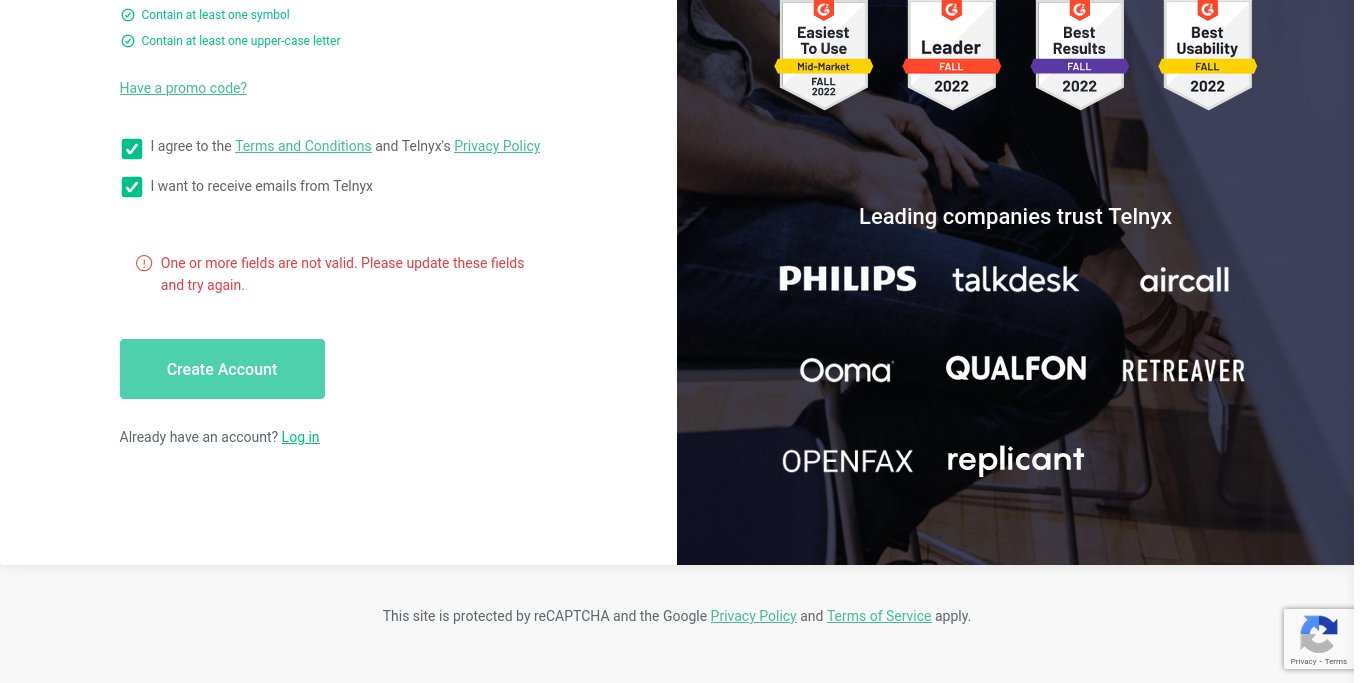 Contain at least one symbol
Contain at least one upper-case letter
Have a promo code?
I agree to the Terms and Conditions and Telnyx's Privacy Policy
I want to receive emails from Telnyx
One or more fields are not valid. Please update these fields
and try again.
Create Account
Already have an account? Log in
Easiest
To Use
Mid-Market
FALL
2022
Leader
FALL
2022
Best
Results
FALL
2022
Best
Usability
FALL
2022
Leading companies trust Telnyx
PHILIPS talkdesk aircall
Ooma QUALFON RETREAVER
OPENFAX replicant
This site is protected by reCAPTCHA and the Google Privacy Policy and Terms of Service apply.
Privacy - Terms